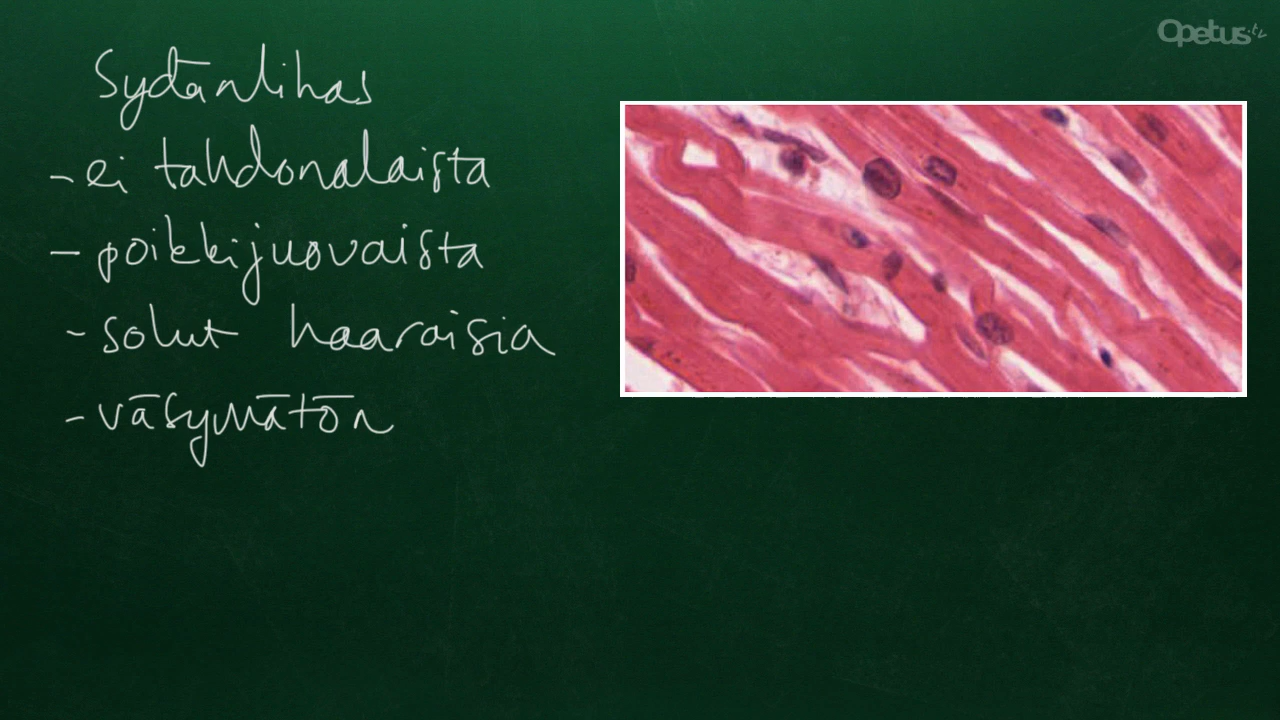 Opetus.tv
Sydänlihas
- ei tahdonalaista
- poikkijuovaista
- solut haaraisia
- väsymätön